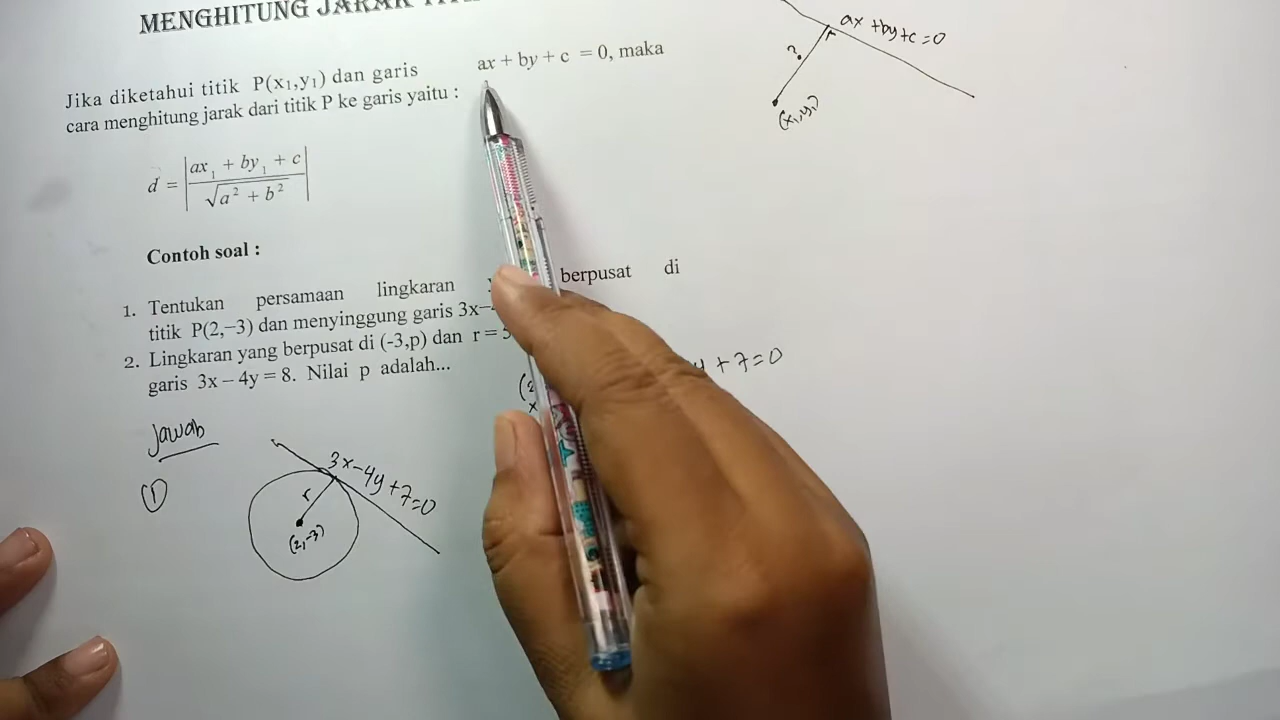 MENGHITUNG JARAK
Jika diketahui titik P(x₁,y₁) dan garis ax + by + c = 0, maka
cara menghitung jarak dari titik P ke garis yaitu :
d = |ax₁ + by₁ + c / √a² + b²|
Contoh soal :
1. Tentukan persamaan lingkaran berpusat di
titik P(2,−3) dan menyinggung garis 3x−
2. Lingkaran yang berpusat di (-3,p) dan r =
garis 3x – 4y = 8. Nilai p adalah...
ax + by + c = 0
?
(x₁,y₁)
+ 7 = 0
Jawab
①
3x − 4y + 7 = 0
r
(2,−3)